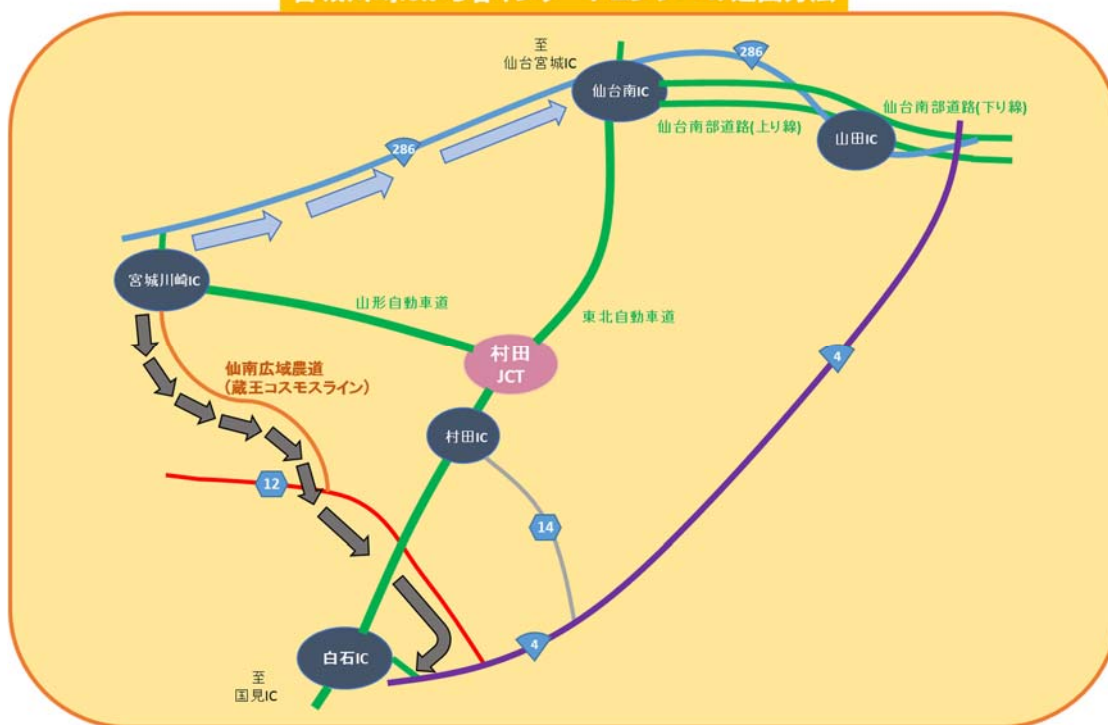 至
仙台宮城IC
286
仙台南IC
仙台南部道路(下り線)
仙台南部道路(上り線)
山田IC
286
宮城川崎IC
山形自動車道
東北自動車道
村田
JCT
4
仙南広域農道
(蔵王コスモスライン)
村田IC
12
14
4
白石IC
至
国見IC